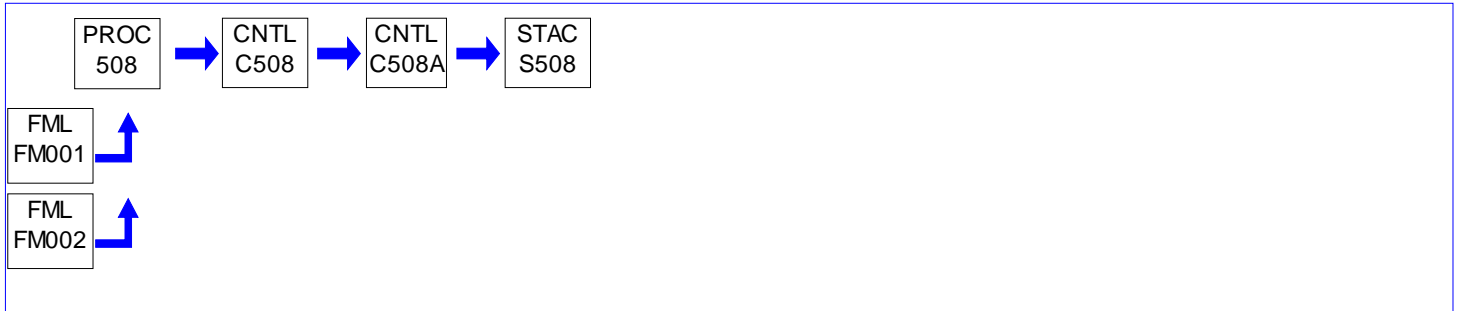 PROC
508
CNTL
C508
CNTL
C508A
STAC
S508
FML
FM001
FML
FM002